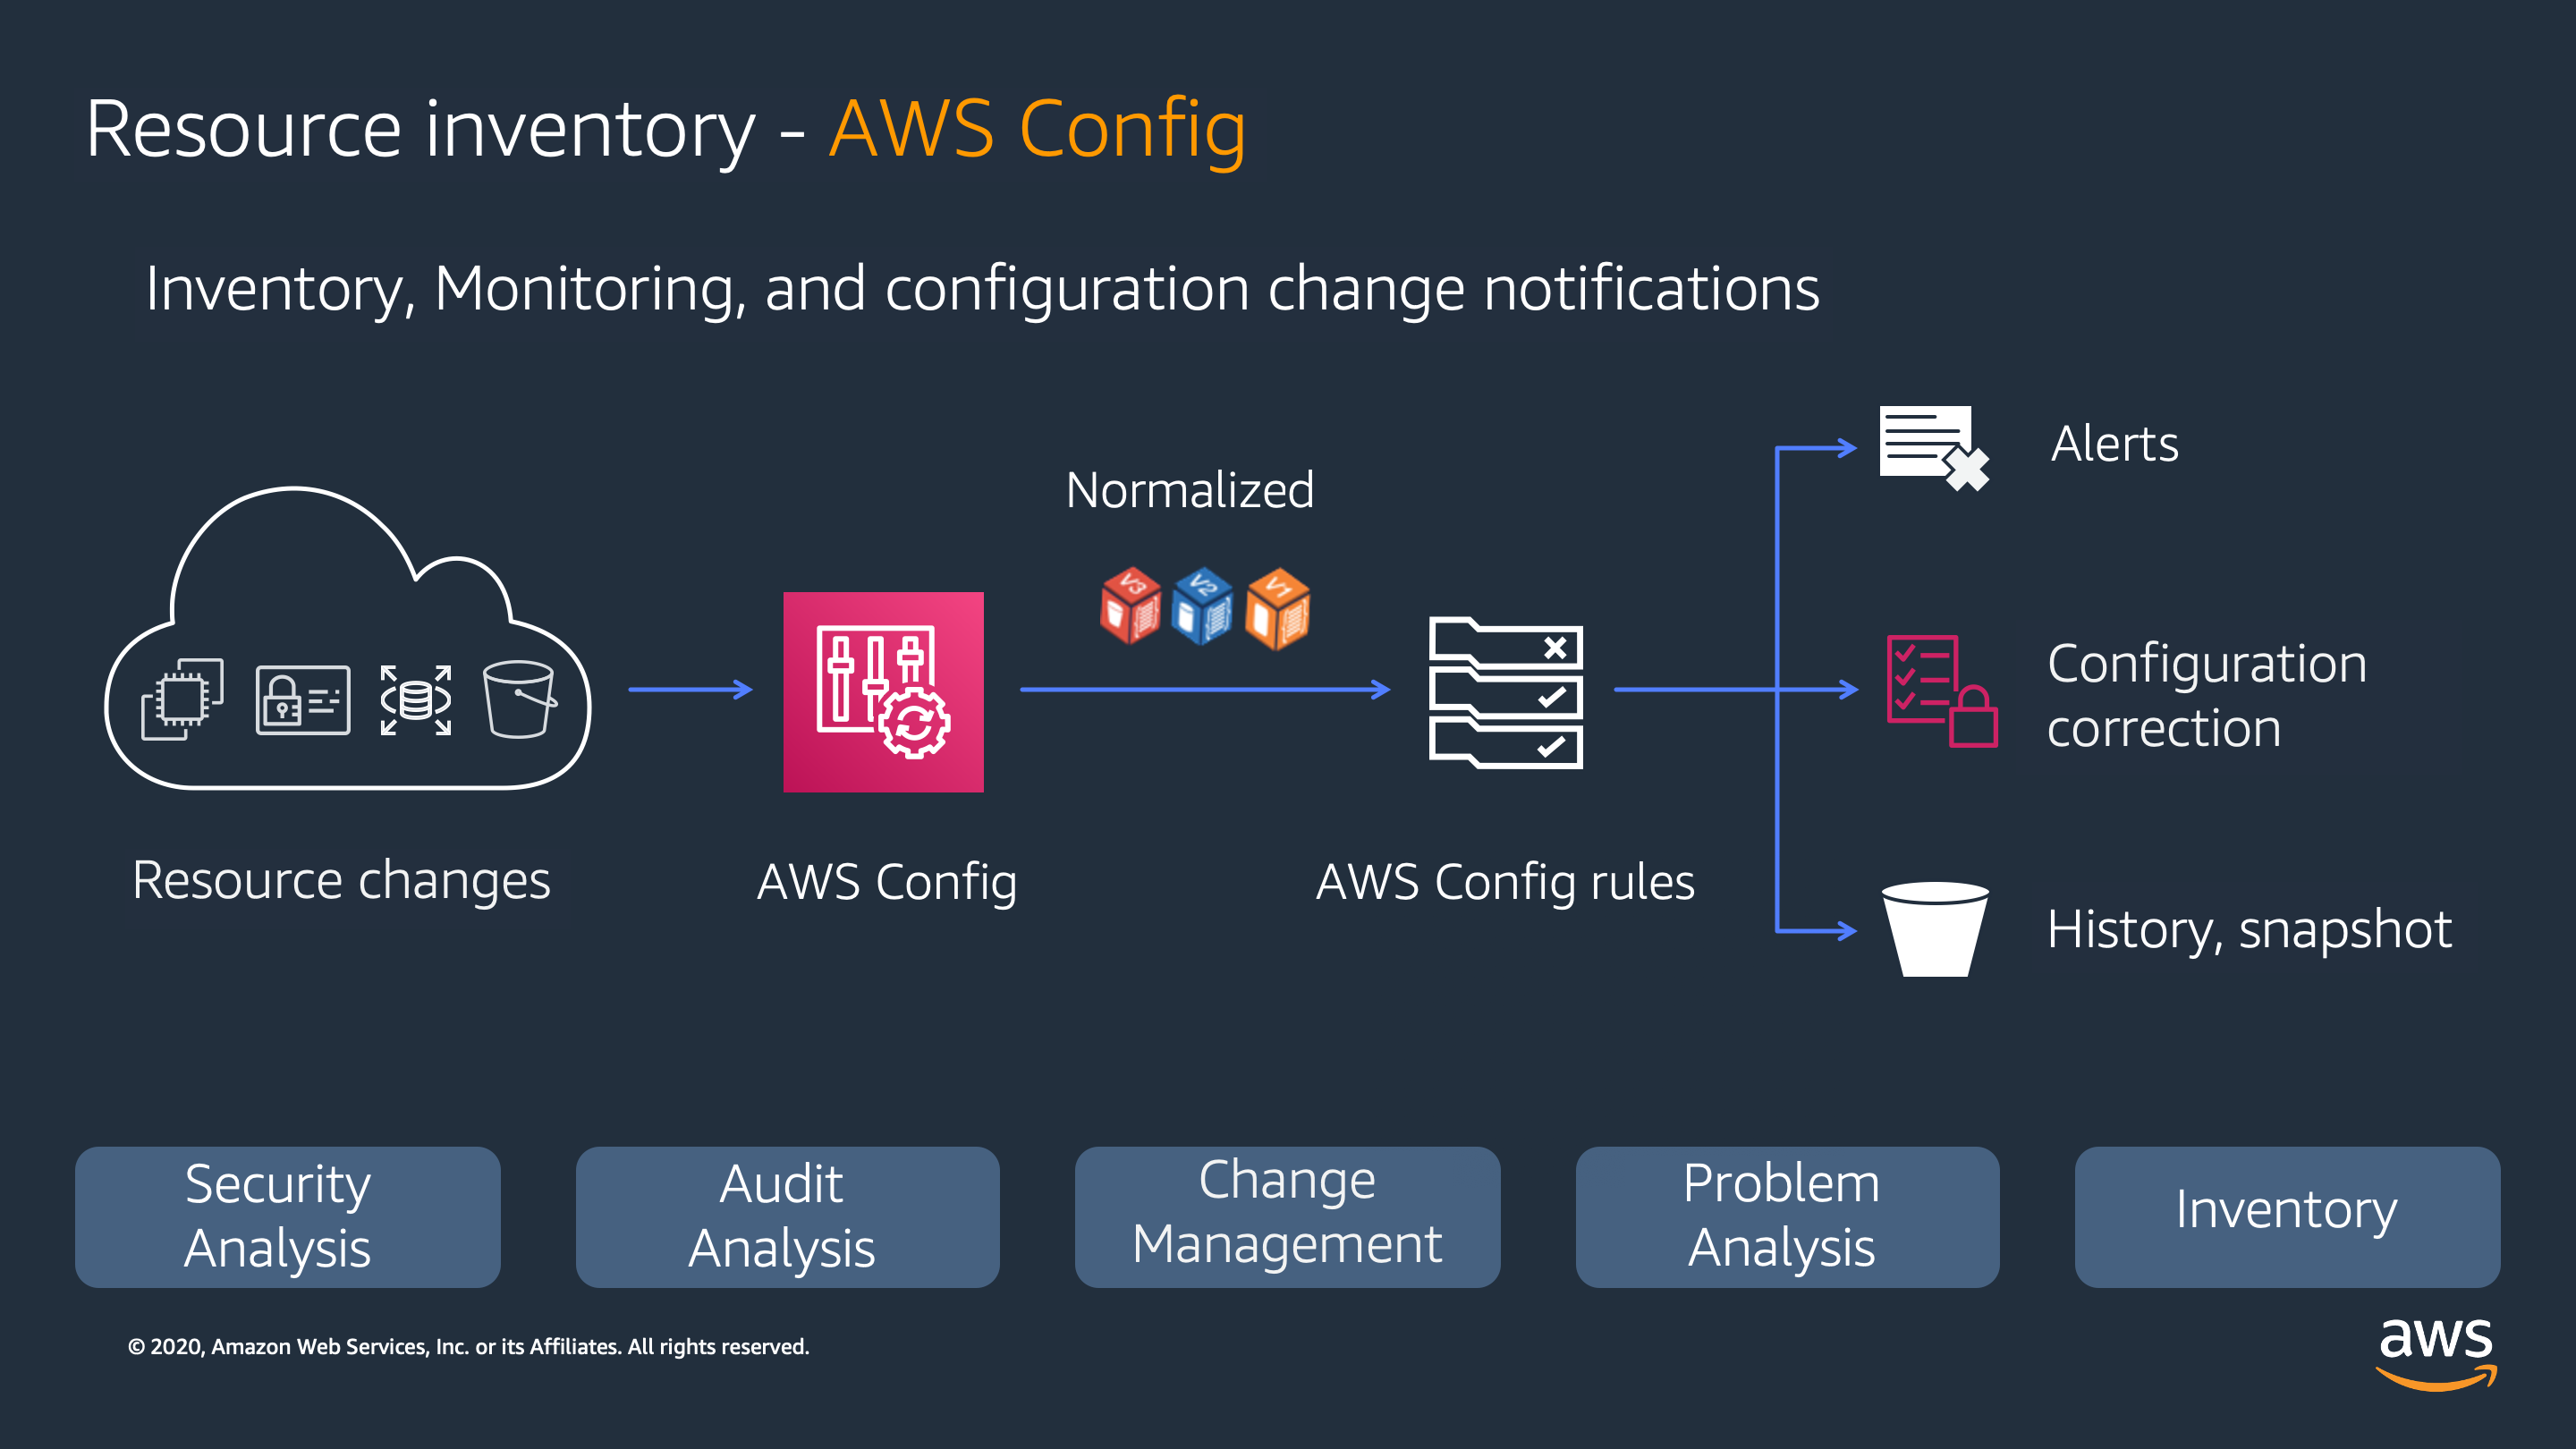 Resource inventory - AWS Config
Inventory, Monitoring, and configuration change notifications
Normalized
V3 V2 V1
Resource changes
AWS Config
AWS Config rules
Alerts
Configuration
correction
History, snapshot
Security
Analysis
Audit
Analysis
Change
Management
Problem
Analysis
Inventory
© 2020, Amazon Web Services, Inc. or its Affiliates. All rights reserved.
aws